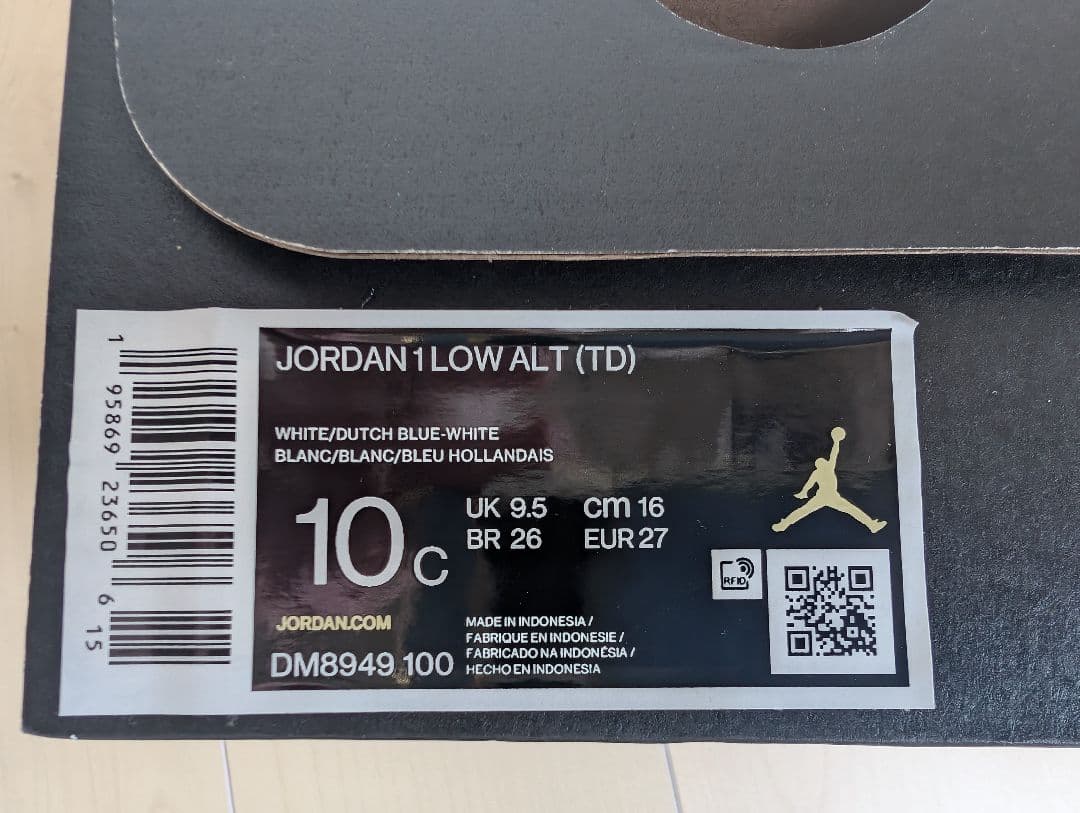 JORDAN 1 LOW ALT (TD)
WHITE/DUTCH BLUE-WHITE
BLANC/BLANC/BLEU HOLLANDAIS
10C
UK 9.5 cm 16
BR 26 EUR 27
RFID
JORDAN.COM
DM8949 100
MADE IN INDONESIA /
FABRIQUE EN INDONESIE /
FABRICADO NA INDONÉSIA /
HECHO EN INDONESIA
1 95869 23650 6 15